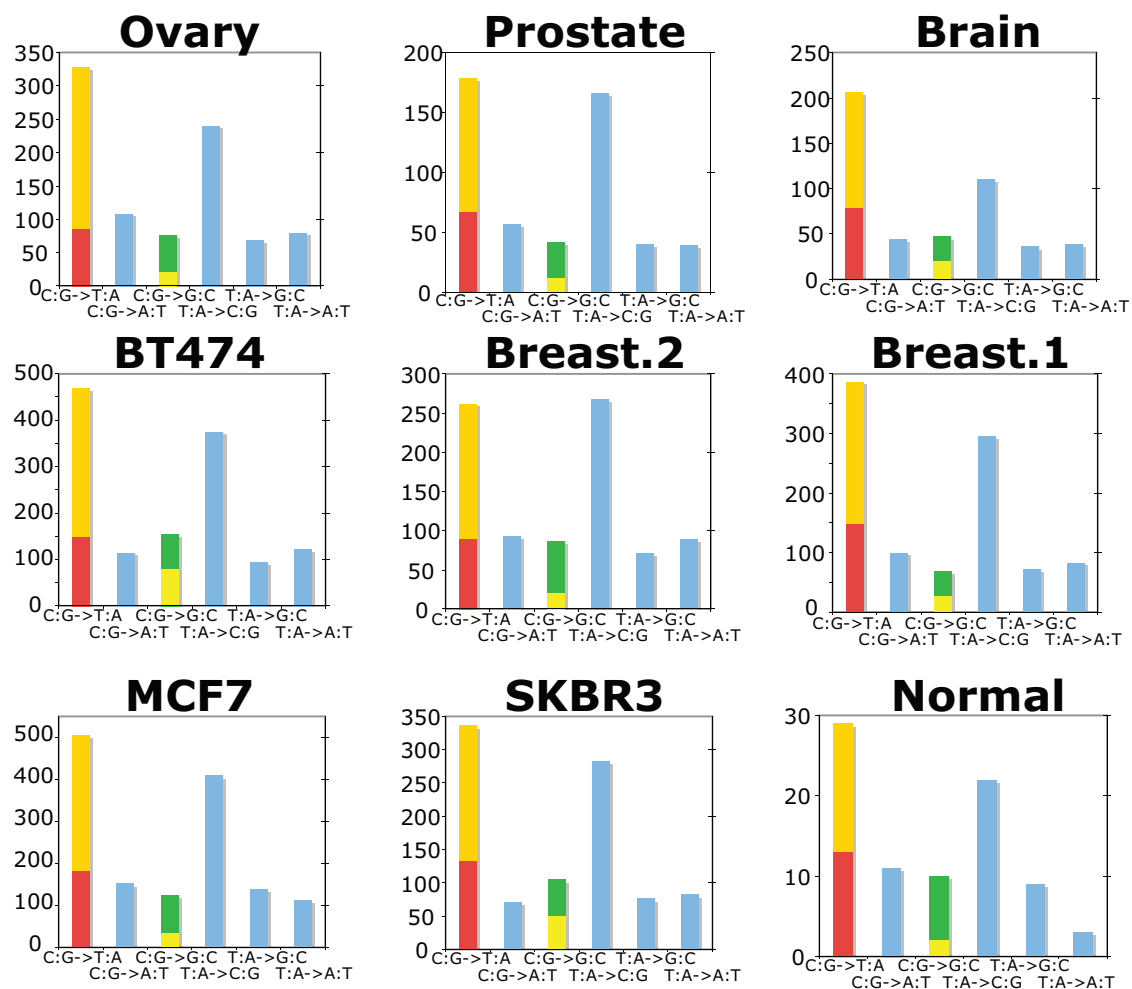 Ovary
350
300
250
200
150
100
50
0
C:G->T:A C:G->G:C T:A->G:C
C:G->A:T T:A->C:G T:A->A:T
Prostate
200
150
100
50
0
C:G->T:A C:G->G:C T:A->G:C
C:G->A:T T:A->C:G T:A->A:T
Brain
250
200
150
100
50
0
C:G->T:A C:G->G:C T:A->G:C
C:G->A:T T:A->C:G T:A->A:T
BT474
500
400
300
200
100
0
C:G->T:A C:G->G:C T:A->G:C
C:G->A:T T:A->C:G T:A->A:T
Breast.2
300
250
200
150
100
50
0
C:G->T:A C:G->G:C T:A->G:C
C:G->A:T T:A->C:G T:A->A:T
Breast.1
400
300
200
100
0
C:G->T:A C:G->G:C T:A->G:C
C:G->A:T T:A->C:G T:A->A:T
MCF7
500
400
300
200
100
0
C:G->T:A C:G->G:C T:A->G:C
C:G->A:T T:A->C:G T:A->A:T
SKBR3
350
300
250
200
150
100
50
0
C:G->T:A C:G->G:C T:A->G:C
C:G->A:T T:A->C:G T:A->A:T
Normal
30
20
10
0
C:G->T:A C:G->G:C T:A->G:C
C:G->A:T T:A->C:G T:A->A:T